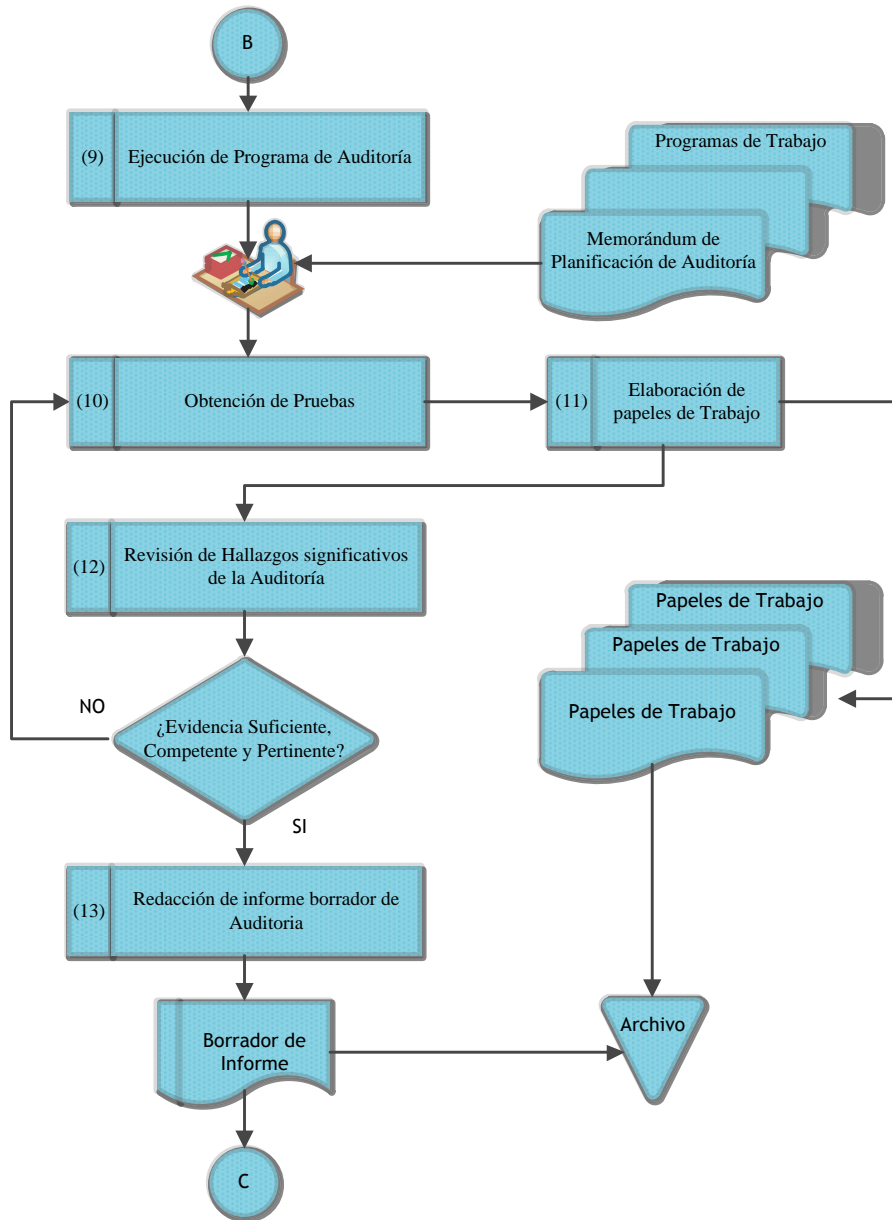 B
(9)
Ejecución de Programa de Auditoría
Programas de Trabajo
Memorándum de
Planificación de Auditoría
(10)
Obtención de Pruebas
(11)
Elaboración de
papeles de Trabajo
(12)
Revisión de Hallazgos significativos
de la Auditoría
Papeles de Trabajo
Papeles de Trabajo
Papeles de Trabajo
NO
¿Evidencia Suficiente,
Competente y Pertinente?
SI
(13)
Redacción de informe borrador de
Auditoria
Borrador de
Informe
Archivo
C